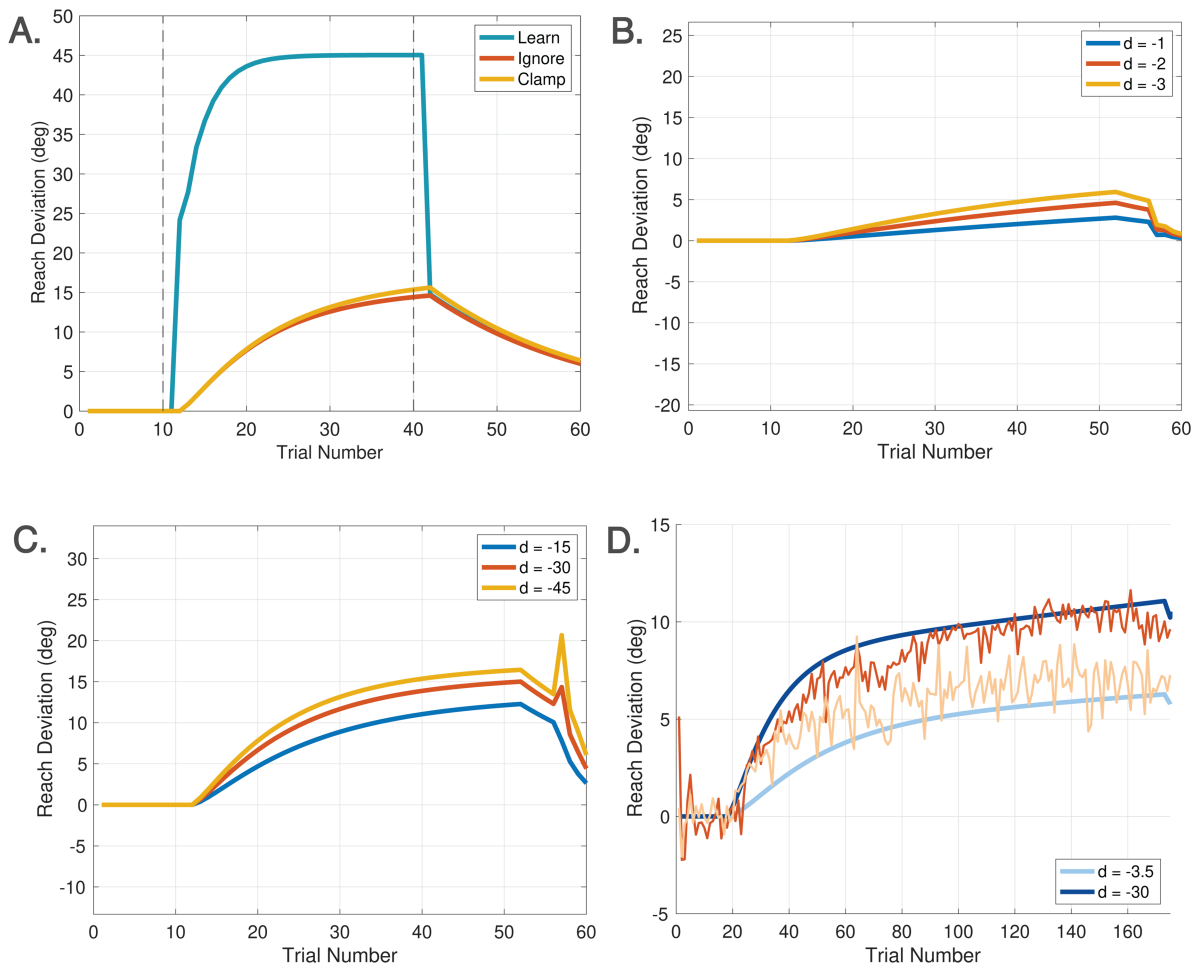 A.
50
45
40
35
30
25
20
15
10
5
0
Reach Deviation (deg)
Learn
Ignore
Clamp
0 10 20 30 40 50 60
Trial Number
B.
25
20
15
10
5
0
-5
-10
-15
-20
Reach Deviation (deg)
d = -1
d = -2
d = -3
0 10 20 30 40 50 60
Trial Number
C.
30
25
20
15
10
5
0
-5
-10
Reach Deviation (deg)
d = -15
d = -30
d = -45
0 10 20 30 40 50 60
Trial Number
D.
15
10
5
0
-5
Reach Deviation (deg)
d = -3.5
d = -30
0 20 40 60 80 100 120 140 160
Trial Number